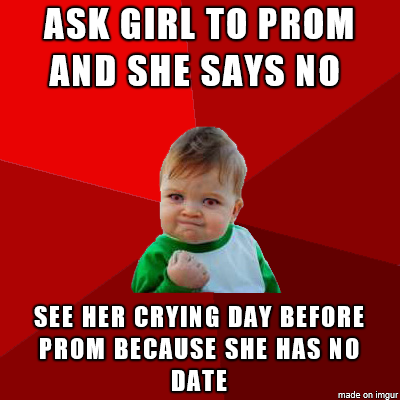 ASK GIRL TO PROM
AND SHE SAYS NO
SEE HER CRYING DAY BEFORE
PROM BECAUSE SHE HAS NO
DATE
made on imgur